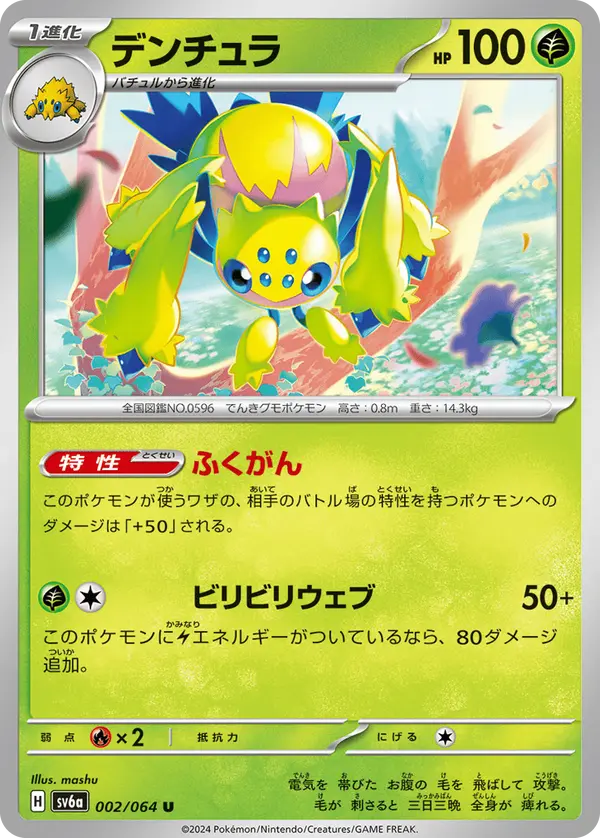 1進化
デンチュラ
HP 100
バチュルから進化
全国図鑑NO.0596 でんきグモポケモン 高さ:0.8m 重さ:14.3kg
特性 とくせい ふくがん
このポケモンが使うワザの、相手のバトル場の特性を持つポケモンへの
ダメージは「+50」される。
ビリビリウェブ 50+
このポケモンにエネルギーがついているなら、80ダメージ
追加。
弱点 ×2 抵抗力 にげる
Illus. mashu
H sv6a 002/064 U
電気を 帯びた お腹の 毛を 飛ばして 攻撃。
毛が 刺さると 三日三晩 全身が 痺れる。
©2024 Pokémon/Nintendo/Creatures/GAME FREAK.